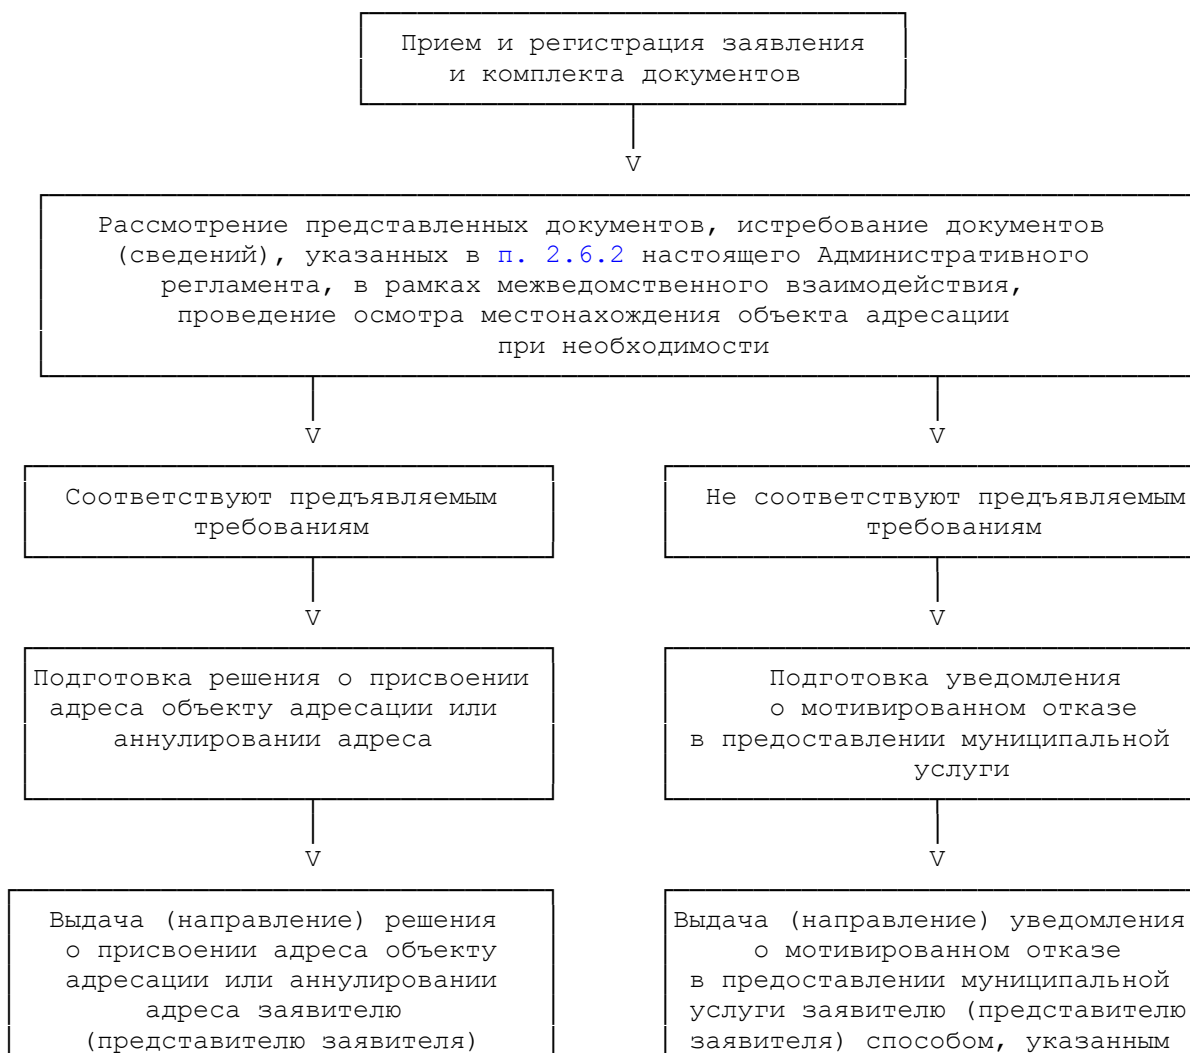 Прием и регистрация заявления
и комплекта документов
V
Рассмотрение представленных документов, истребование документов
(сведений), указанных в п. 2.6.2 настоящего Административного
регламента, в рамках межведомственного взаимодействия,
проведение осмотра местонахождения объекта адресации
при необходимости
V
V
Соответствуют предъявляемым
требованиям
Не соответствуют предъявляемым
требованиям
V
V
Подготовка решения о присвоении
адреса объекту адресации или
аннулировании адреса
Подготовка уведомления
о мотивированном отказе
в предоставлении муниципальной
услуги
V
V
Выдача (направление) решения
о присвоении адреса объекту
адресации или аннулировании
адреса заявителю
(представителю заявителя)
Выдача (направление) уведомления
о мотивированном отказе
в предоставлении муниципальной
услуги заявителю (представителю
заявителя) способом, указанным